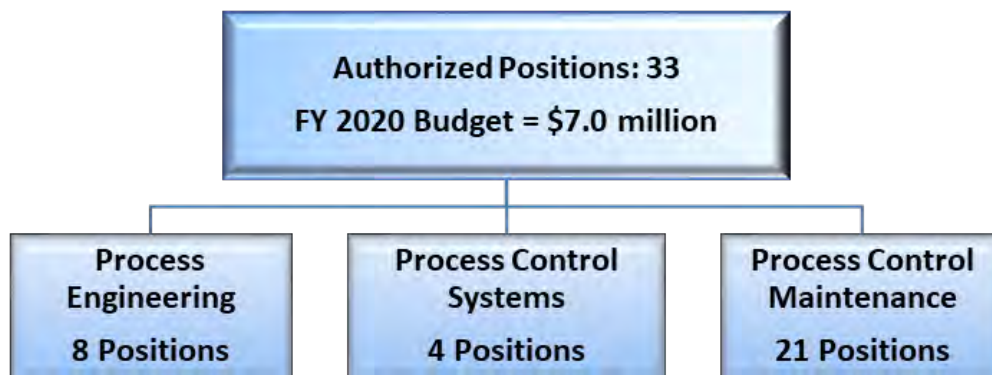 Authorized Positions: 33
FY 2020 Budget = $7.0 million
Process
Engineering
8 Positions
Process Control
Systems
4 Positions
Process Control
Maintenance
21 Positions